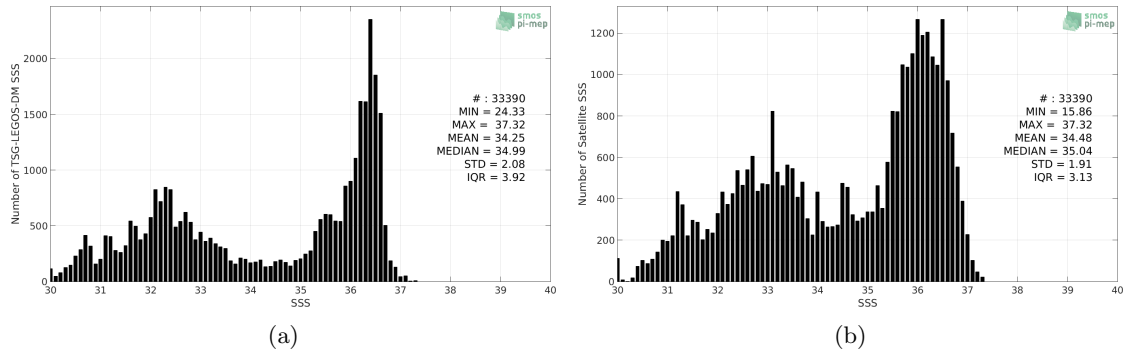 smos
pi-mep
Number of TSG-LEGOS-DM SSS
2000
1500
1000
500
0
# : 33390
MIN = 24.33
MAX = 37.32
MEAN = 34.25
MEDIAN = 34.99
STD = 2.08
IQR = 3.92
30 31 32 33 34 35 36 37 38 39 40
SSS
(a)
smos
pi-mep
Number of Satellite SSS
1200
1000
800
600
400
200
0
# : 33390
MIN = 15.86
MAX = 37.32
MEAN = 34.48
MEDIAN = 35.04
STD = 1.91
IQR = 3.13
30 31 32 33 34 35 36 37 38 39 40
SSS
(b)